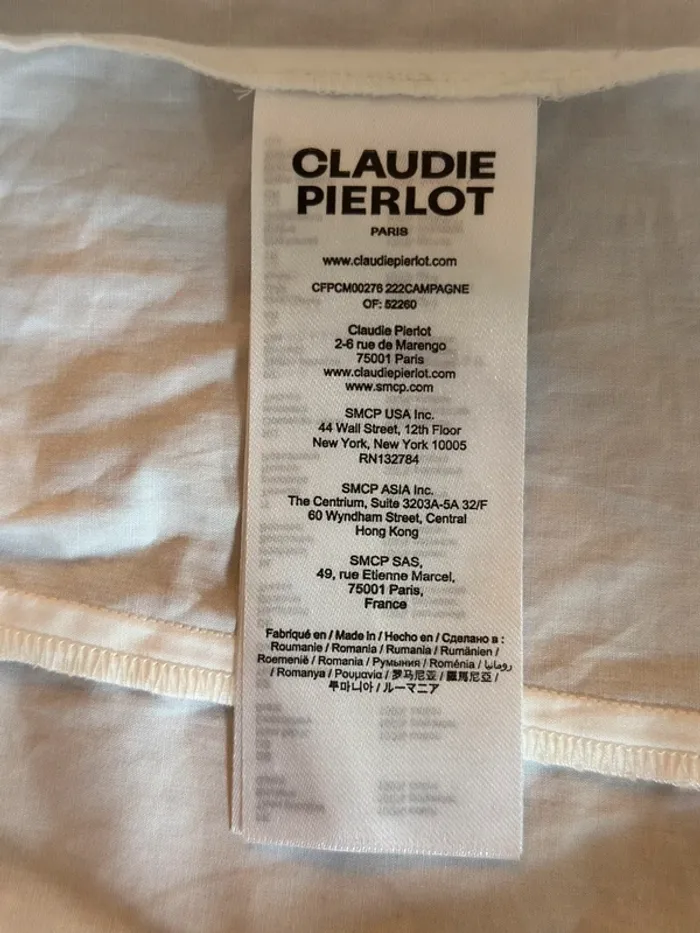 CLAUDIE
PIERLOT
PARIS
www.claudiepierlot.com
CFPCM00276 222CAMPAGNE
OF: 52260
Claudie Pierlot
2-6 rue de Marengo
75001 Paris
www.claudiepierlot.com
www.smcp.com
SMCP USA Inc.
44 Wall Street, 12th Floor
New York, New York 10005
RN132784
SMCP ASIA Inc.
The Centrium, Suite 3203A-5A 32/F
60 Wyndham Street, Central
Hong Kong
SMCP SAS,
49, rue Etienne Marcel,
75001 Paris,
France
Fabriqué en / Made In / Hecho en / Сделано в :
Roumanie / Romania / Rumania / Rumänien /
Roemenië / Romania / Румыния / Roménia / رومانيا
/ Romanya / Ρουμανία / 罗马尼亚 / 羅馬尼亞 /
루마니아 / ルーマニア